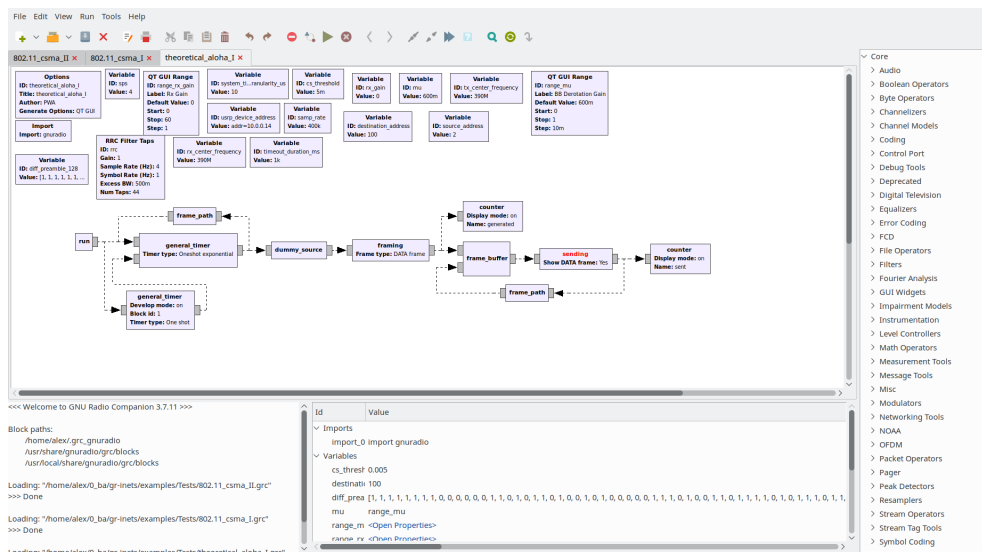 File Edit View Run Tools Help
802.11_csma_II
802.11_csma_I
theoretical_aloha_I
Options
ID: theoretical_aloha_I
Title: theoretical_aloha_I
Author: PWA
Generate Options: QT GUI
Variable
ID: sps
Value: 4
QT GUI Range
ID: range_rx_gain
Label: Rx Gain
Default Value: 0
Start: 0
Stop: 60
Step: 1
Variable
ID: system_ti...ranularity_us
Value: 10
Variable
ID: cs_threshold
Value: 5m
Variable
ID: rx_gain
Value: 0
Variable
ID: mu
Value: 600m
Variable
ID: tx_center_frequency
Value: 390M
QT GUI Range
ID: range_mu
Label: BB Derotation Gain
Default Value: 600m
Start: 0
Stop: 1
Step: 10m
Import
Import: gnuradio
Variable
ID: usrp_device_address
Value: addr=10.0.0.14
Variable
ID: samp_rate
Value: 400k
Variable
ID: destination_address
Value: 100
Variable
ID: source_address
Value: 2
Variable
ID: diff_preamble_128
Value: [1, 1, 1, 1, 1, 1, ...
RRC Filter Taps
ID: rrc
Gain: 1
Sample Rate (Hz): 4
Symbol Rate (Hz): 1
Excess BW: 500m
Num Taps: 44
Variable
ID: rx_center_frequency
Value: 390M
Variable
ID: timeout_duration_ms
Value: 1k
frame_path
counter
Display mode: on
Name: generated
run
general_timer
Timer type: Oneshot exponential
dummy_source
framing
Frame type: DATA frame
frame_buffer
sending
Show DATA frame: Yes
counter
Display mode: on
Name: sent
frame_path
general_timer
Develop mode: on
Block id: 1
Timer type: One shot
<<< Welcome to GNU Radio Companion 3.7.11 >>>
Block paths:
/home/alex/.grc_gnuradio
/usr/share/gnuradio/grc/blocks
/usr/local/share/gnuradio/grc/blocks
Loading: "/home/alex/0_ba/gr-inets/examples/Tests/802.11_csma_II.grc"
>>> Done
Loading: "/home/alex/0_ba/gr-inets/examples/Tests/802.11_csma_I.grc"
>>> Done
Loading: "/home/alex/0_ba/gr-inets/examples/Tests/theoretical_aloha_I.grc"
Id Value
Imports
import_0 import gnuradio
Variables
cs_thresh 0.005
destinati 100
diff_prea [1, 1, 1, 1, 1, 1, 1, 0, 0, 0, 0, 0, 1, 1, 0, 1, 0, 1, 1, 0, 1, 0, 0, 0, 0, 0, 1, 1, 1, 0, 1, 0, 0, 1, 1, 0, 1, 1, 1, 1, 0, 1, 0, 1, 1, 0, 1, 1,
mu range_mu
range_m <Open Properties>
range_rx <Open Properties>
Core
Audio
Boolean Operators
Byte Operators
Channelizers
Channel Models
Coding
Control Port
Debug Tools
Deprecated
Digital Television
Equalizers
Error Coding
FCD
File Operators
Filters
Fourier Analysis
GUI Widgets
Impairment Models
Instrumentation
Level Controllers
Math Operators
Measurement Tools
Message Tools
Misc
Modulators
Networking Tools
NOAA
OFDM
Packet Operators
Pager
Peak Detectors
Resamplers
Stream Operators
Stream Tag Tools
Symbol Coding